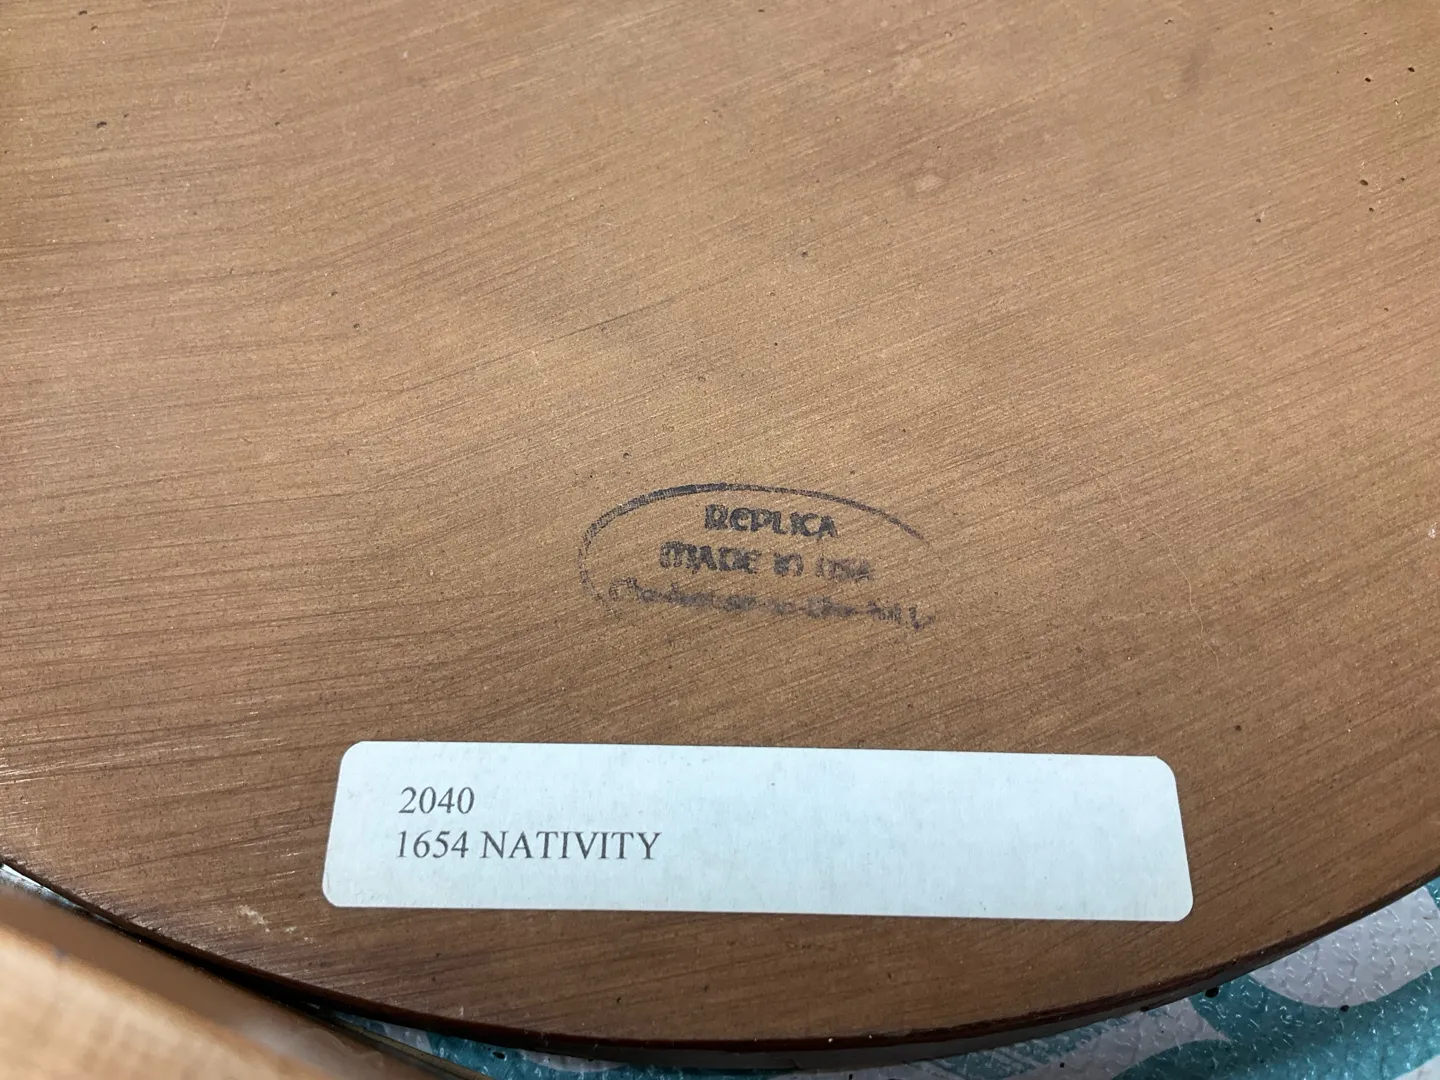 REPLICA
MADE IN USA
2040
1654 NATIVITY